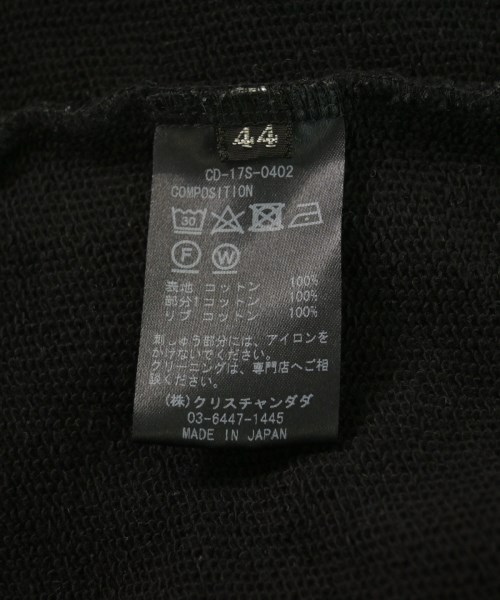 44
CD-17S-0402
COMPOSITION
30
F W
表地 コットン 100%
部分1コットン 100%
リブ コットン 100%
刺しゅう部分には、アイロンを
かけないでください。
クリーニングは、専門店へご相
談ください。
(株)クリスチャンダダ
03-6447-1445
MADE IN JAPAN